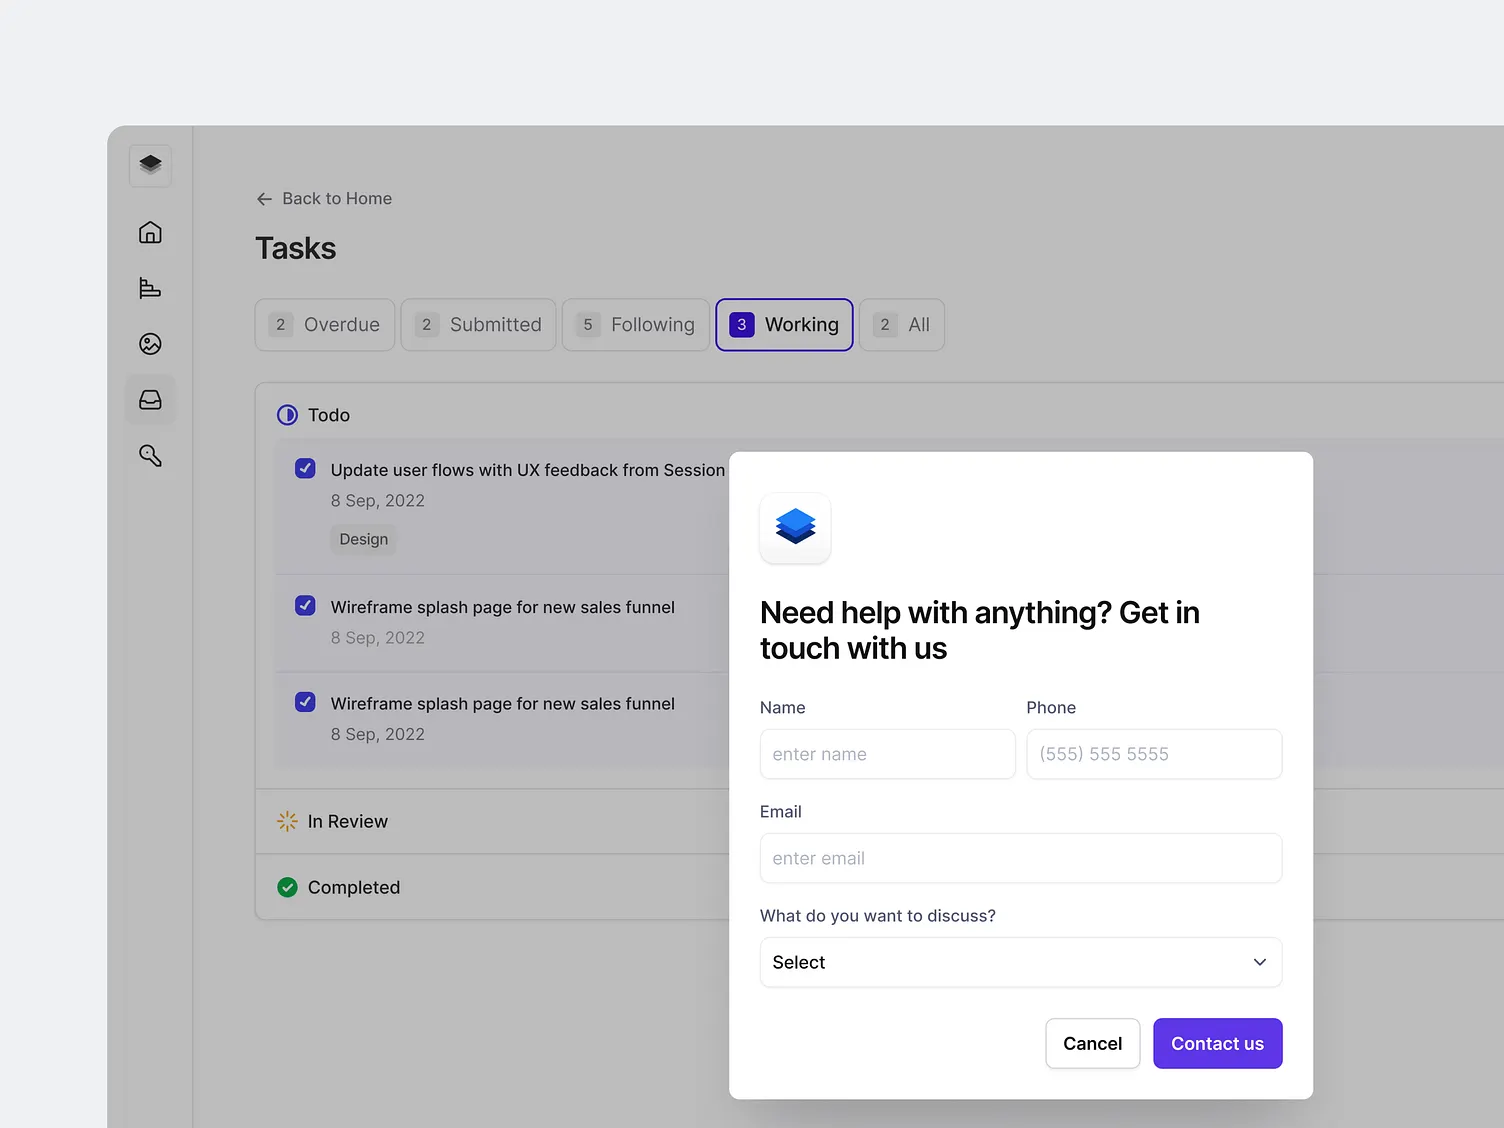 Back to Home
Tasks
2 Overdue
2 Submitted
5 Following
3 Working
2 All
Todo
Update user flows with UX feedback from Session
8 Sep, 2022
Design
Wireframe splash page for new sales funnel
8 Sep, 2022
Wireframe splash page for new sales funnel
8 Sep, 2022
In Review
Completed
Need help with anything? Get in
touch with us
Name
Phone
enter name
(555) 555 5555
Email
enter email
What do you want to discuss?
Select
Cancel
Contact us